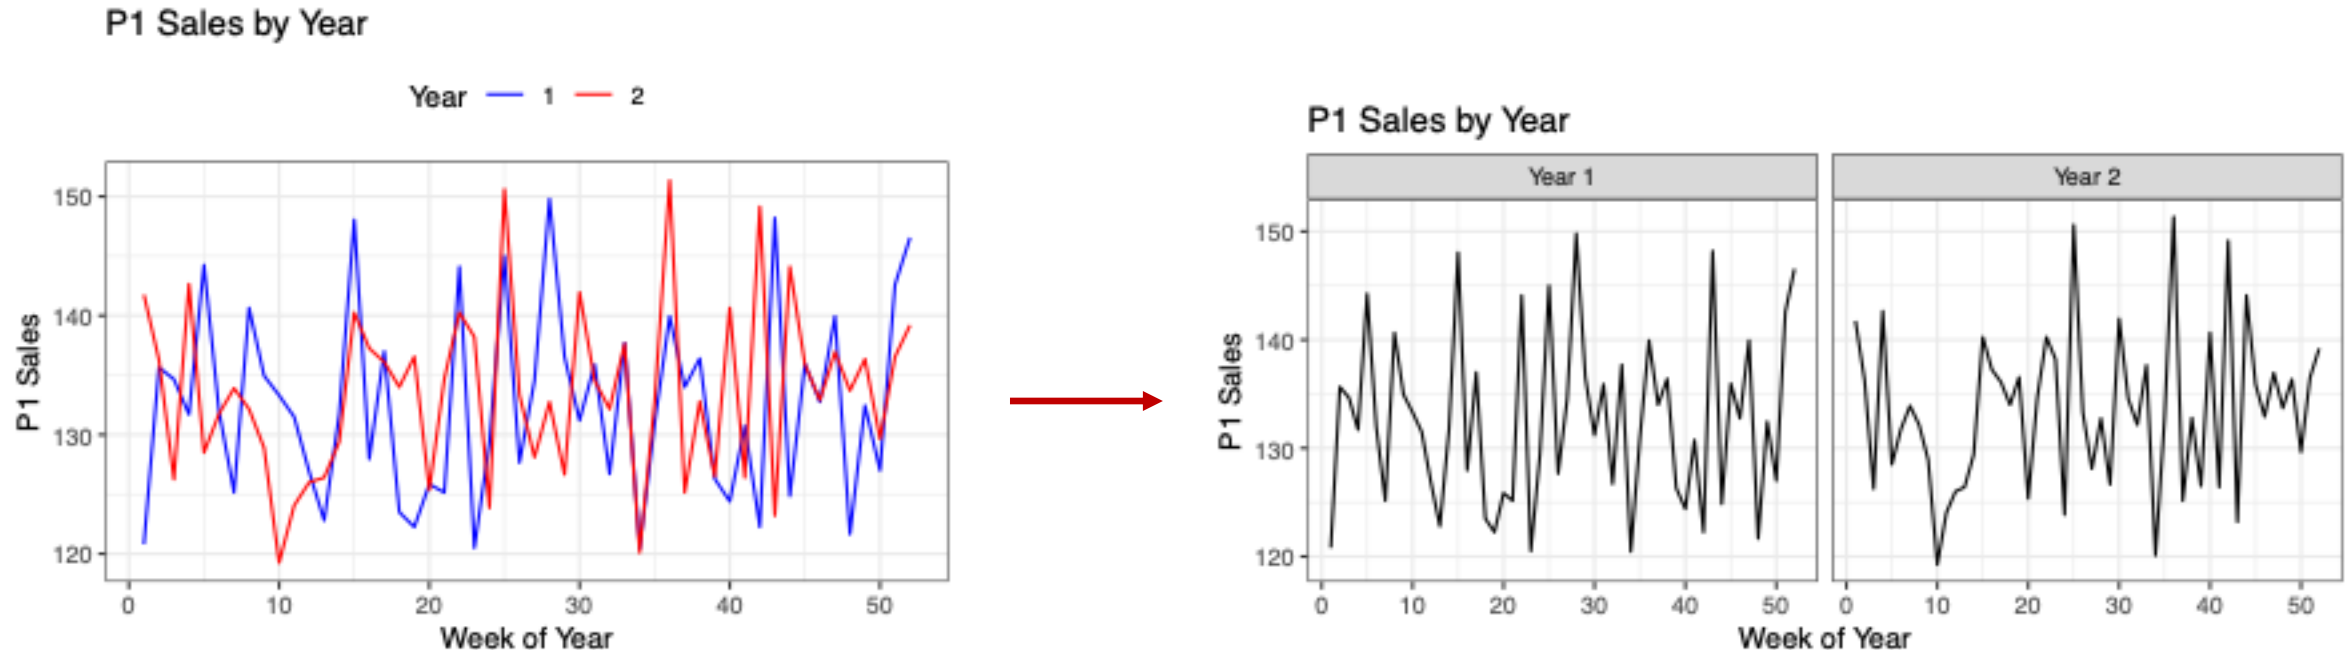 P1 Sales by Year
Year 1 2
150
140
130
120
P1 Sales
0 10 20 30 40 50
Week of Year
P1 Sales by Year
Year 1 Year 2
150
140
130
120
P1 Sales
0 10 20 30 40 50 0 10 20 30 40 50
Week of Year